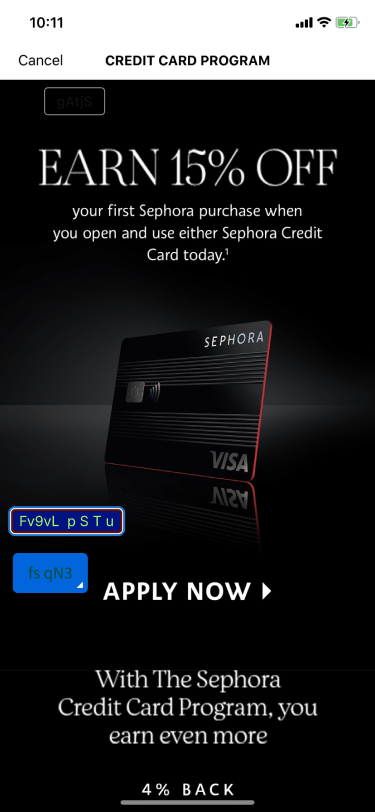 10:11
Cancel
CREDIT CARD PROGRAM
gAtjS
EARN 15% OFF
your first Sephora purchase when
you open and use either Sephora Credit
Card today.¹
SEPHORA
VISA
Fv9vL p S T u
fs qN3
APPLY NOW
With The Sephora
Credit Card Program, you
earn even more
4% BACK